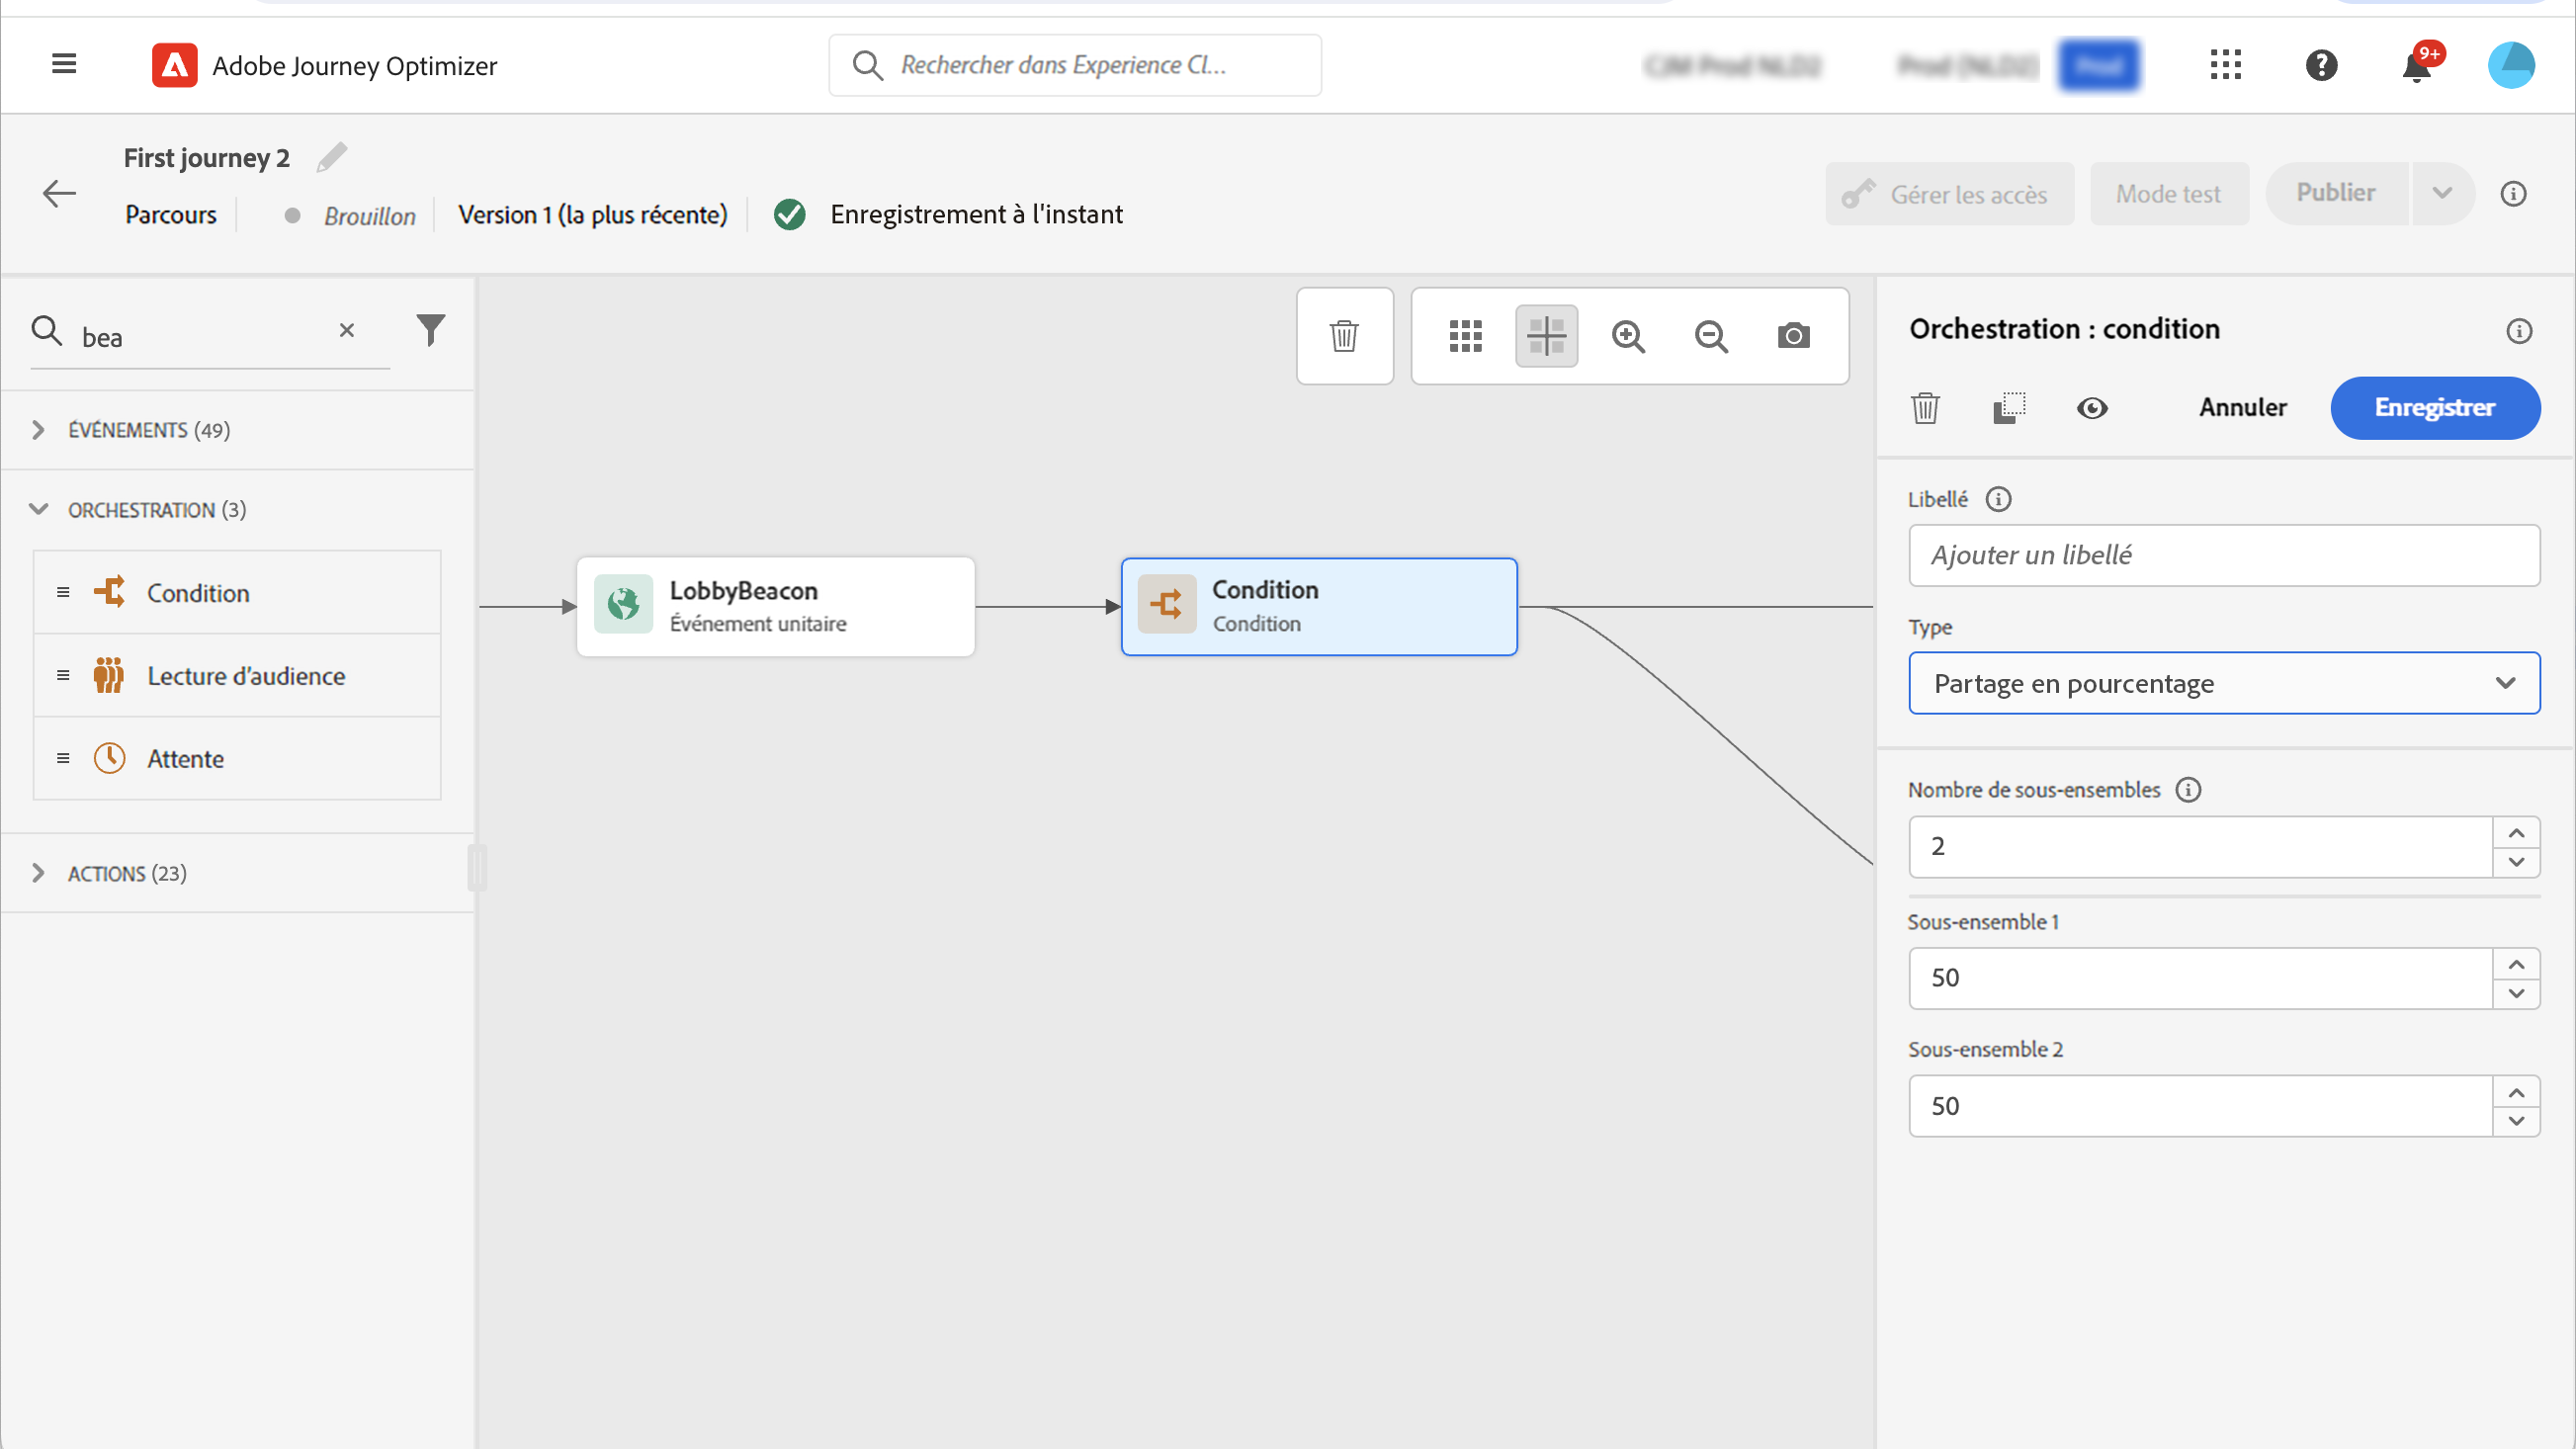 Adobe Journey Optimizer
Rechercher dans Experience Cl...
9+
First journey 2
Parcours
Brouillon
Version 1 (la plus récente)
Enregistrement à l'instant
Gérer les accès
Mode test
Publier
bea
ÉVÉNEMENTS (49)
ORCHESTRATION (3)
Condition
Lecture d’audience
Attente
ACTIONS (23)
LobbyBeacon
Événement unitaire
Condition
Condition
Orchestration : condition
Annuler
Enregistrer
Libellé
Ajouter un libellé
Type
Partage en pourcentage
Nombre de sous-ensembles
2
Sous-ensemble 1
50
Sous-ensemble 2
50